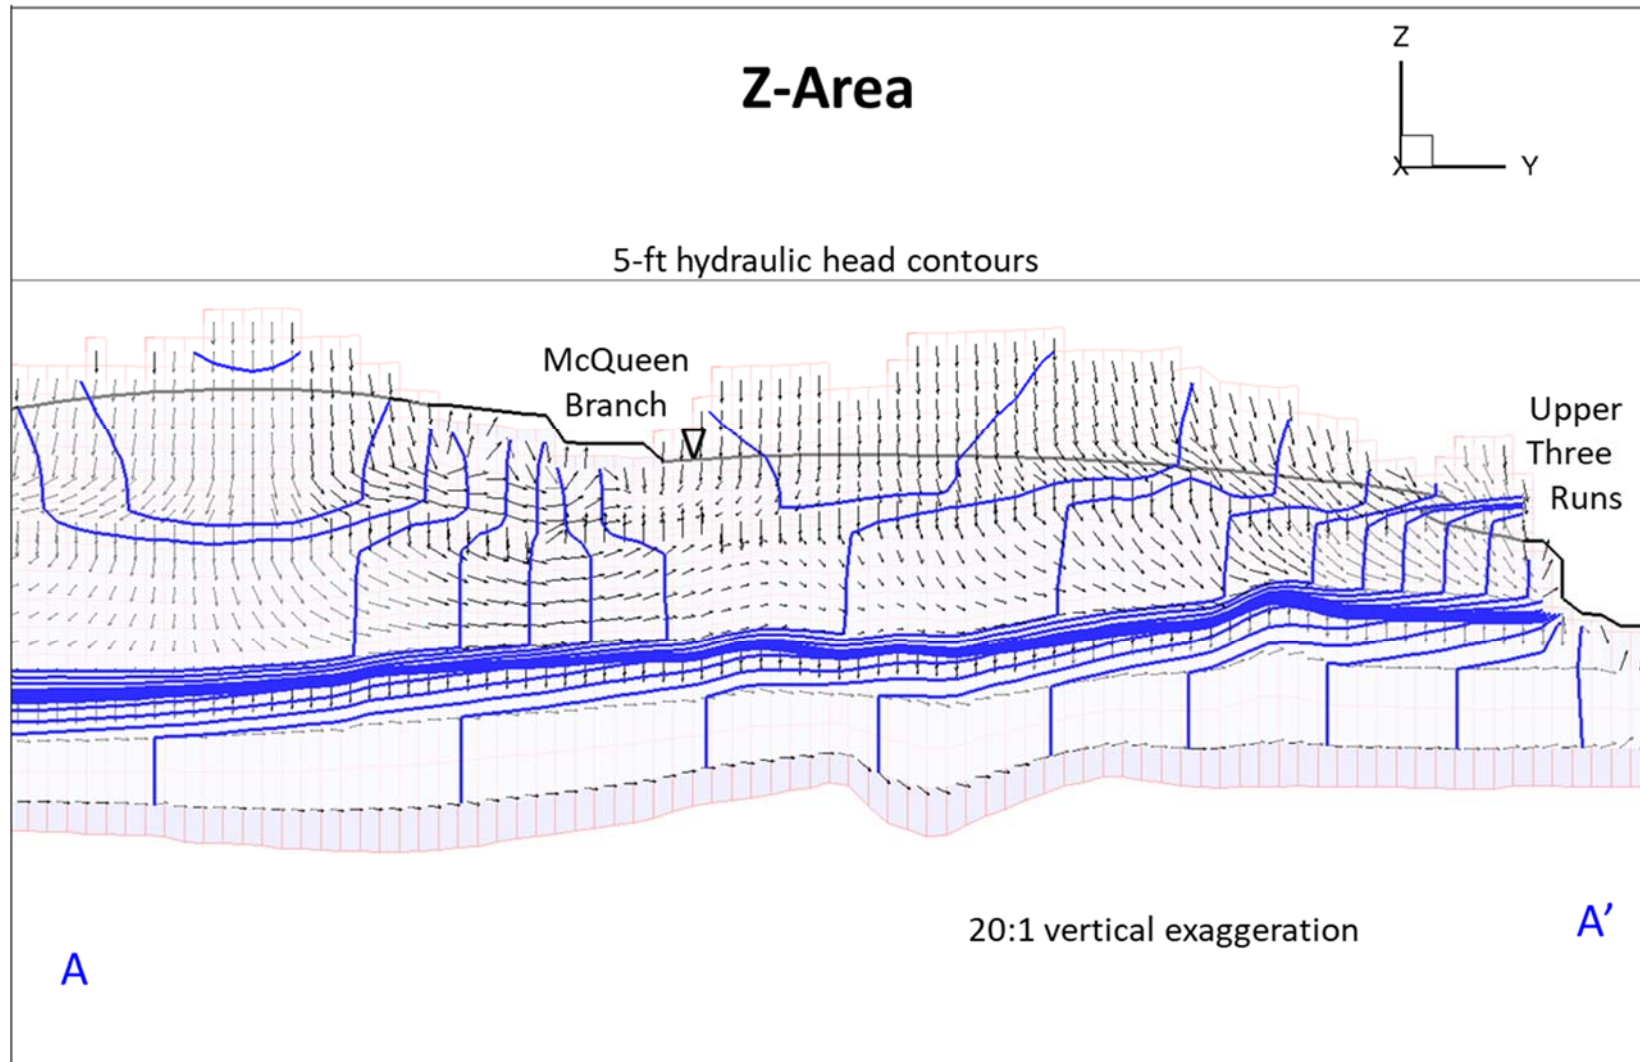 Z
Z-Area
X
Y
5-ft hydraulic head contours
McQueen
Branch
Upper
Three
Runs
20:1 vertical exaggeration
A’
A